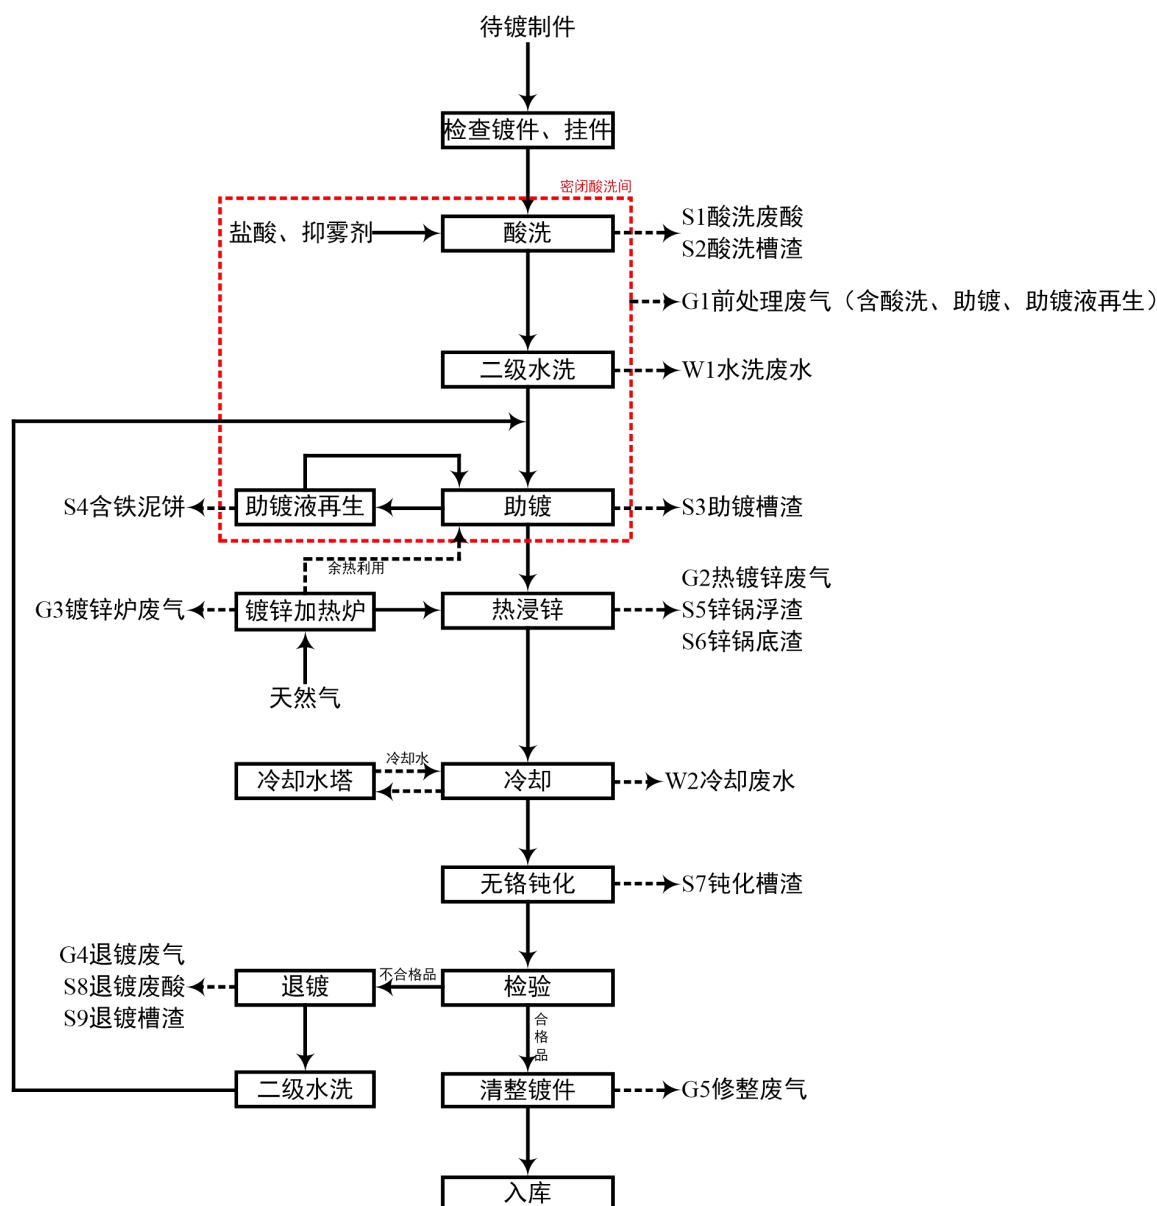 待镀制件
检查镀件、挂件
密闭酸洗间
盐酸、抑雾剂
酸洗
S1酸洗废酸
S2酸洗槽渣
G1前处理废气（含酸洗、助镀、助镀液再生）
二级水洗
W1水洗废水
S4含铁泥饼
助镀液再生
助镀
S3助镀槽渣
余热利用
G3镀锌炉废气
镀锌加热炉
热浸锌
G2热镀锌废气
S5锌锅浮渣
S6锌锅底渣
天然气
冷却水塔
冷却水
冷却
W2冷却废水
无铬钝化
S7钝化槽渣
G4退镀废气
S8退镀废酸
S9退镀槽渣
退镀
不合格品
检验
合
格
品
二级水洗
清整镀件
G5修整废气
入库